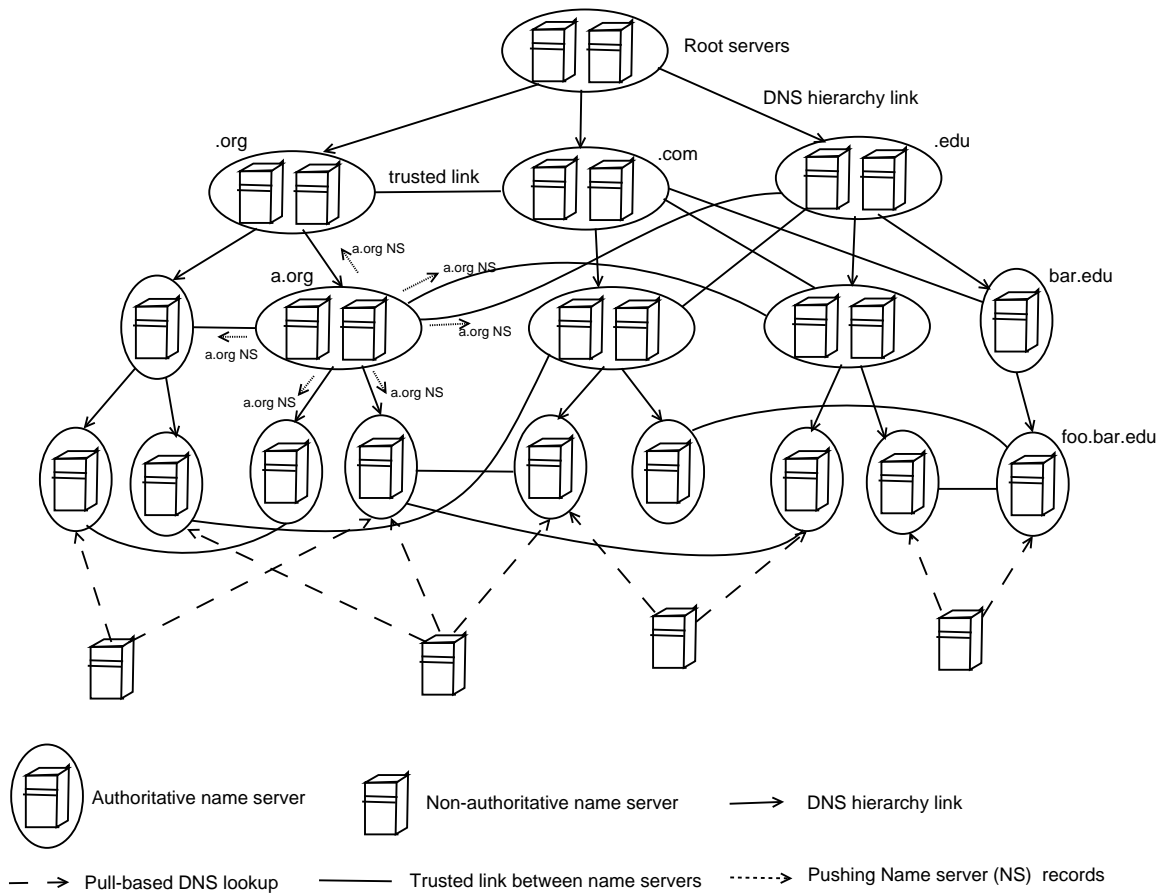 Root servers
DNS hierarchy link
.org
.com
.edu
trusted link
a.org NS
a.org NS
a.org
bar.edu
a.org NS
a.org NS
a.org NS
a.org NS
foo.bar.edu
Authoritative name server
Non-authoritative name server
DNS hierarchy link
Pull-based DNS lookup
Trusted link between name servers
Pushing Name server (NS) records